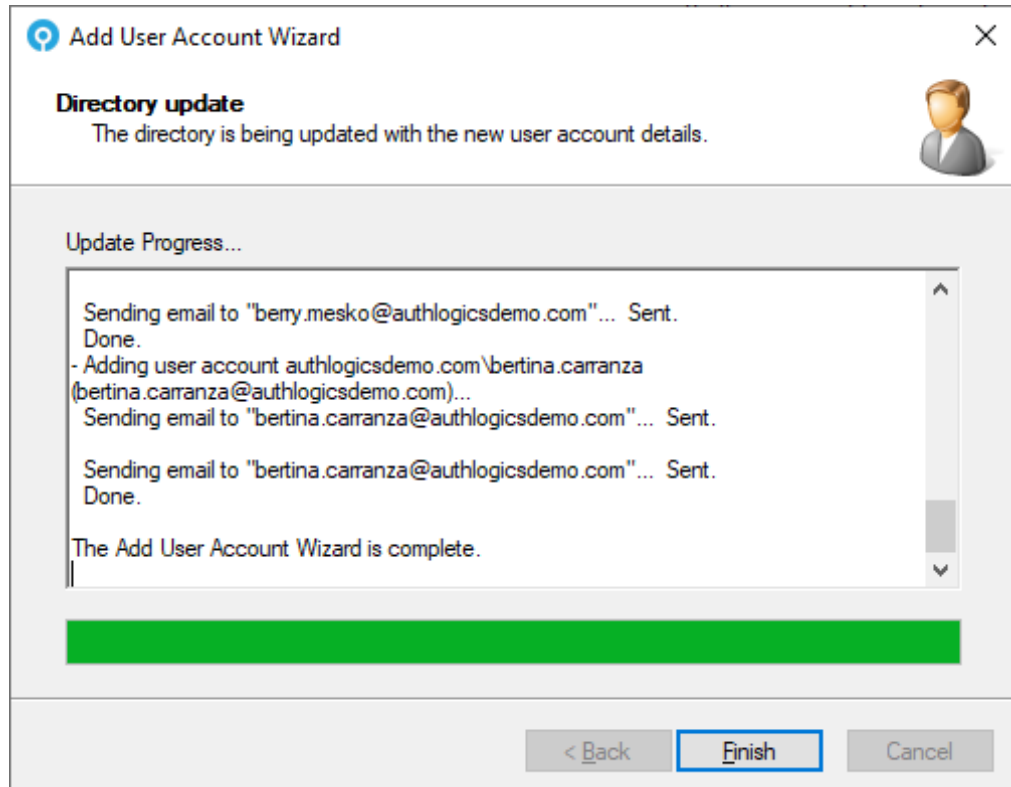 Add User Account Wizard
Directory update
The directory is being updated with the new user account details.
Update Progress...
Sending email to "berry.mesko@authlogicsdemo.com"... Sent.
Done.
- Adding user account authlogicsdemo.com\bertina.carranza
(bertina.carranza@authlogicsdemo.com)...
Sending email to "bertina.carranza@authlogicsdemo.com"... Sent.
Sending email to "bertina.carranza@authlogicsdemo.com"... Sent.
Done.
The Add User Account Wizard is complete.
< Back Finish Cancel